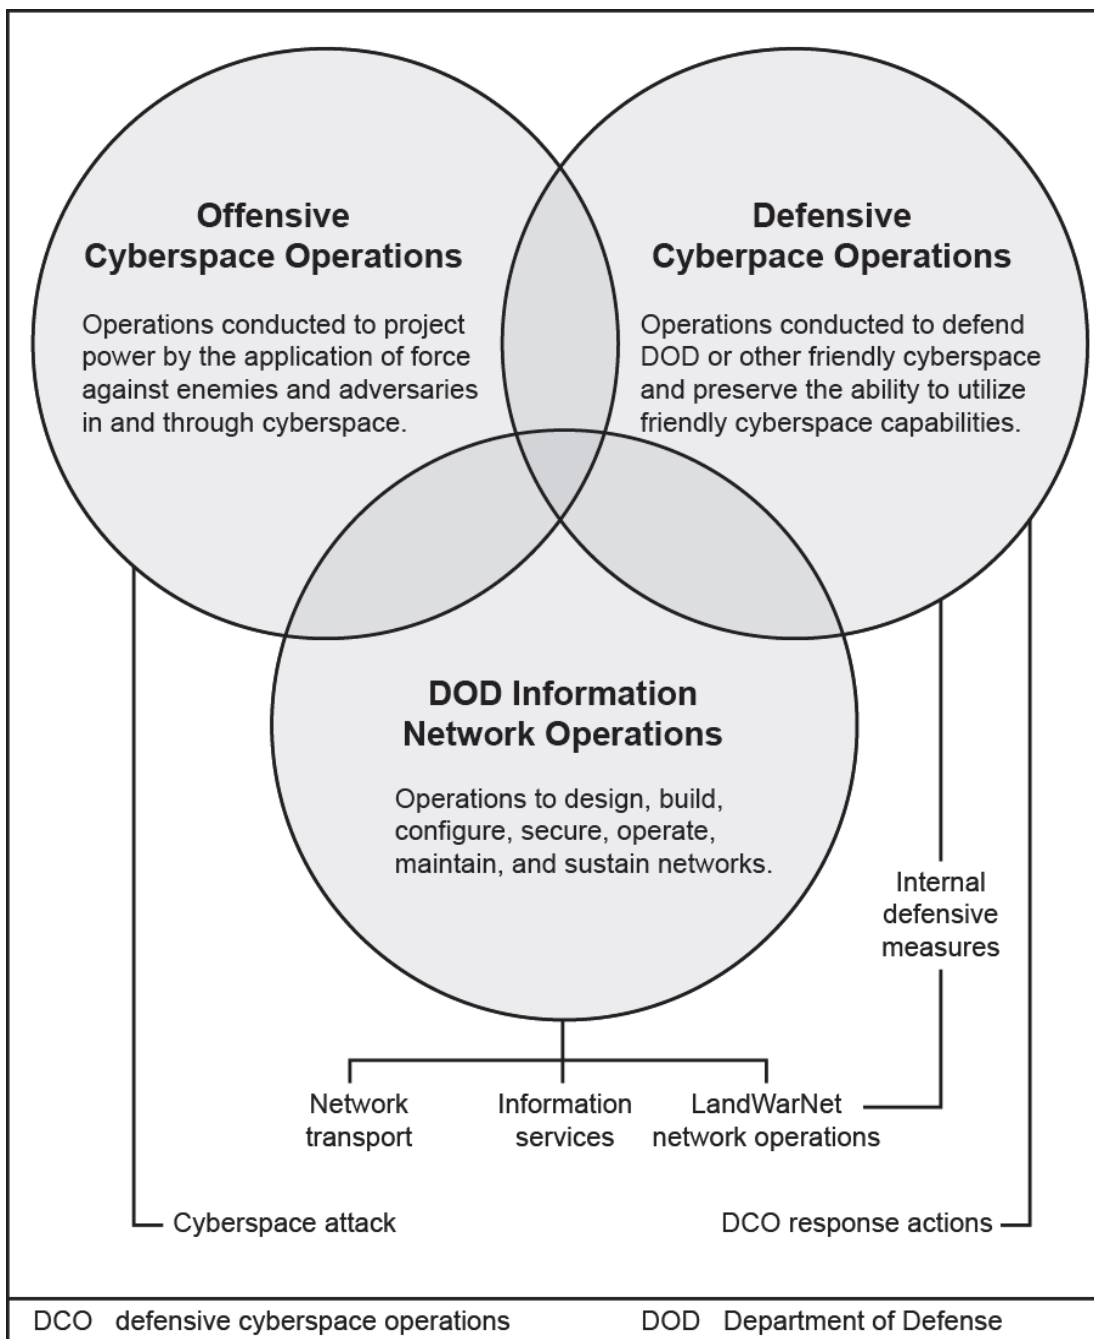 Offensive
Cyberspace Operations
Operations conducted to project
power by the application of force
against enemies and adversaries
in and through cyberspace.
Defensive
Cyberpace Operations
Operations conducted to defend
DOD or other friendly cyberspace
and preserve the ability to utilize
friendly cyberspace capabilities.
DOD Information
Network Operations
Operations to design, build,
configure, secure, operate,
maintain, and sustain networks.
Internal
defensive
measures
Network
transport
Information
services
LandWarNet
network operations
Cyberspace attack
DCO response actions
DCO defensive cyberspace operations DOD Department of Defense